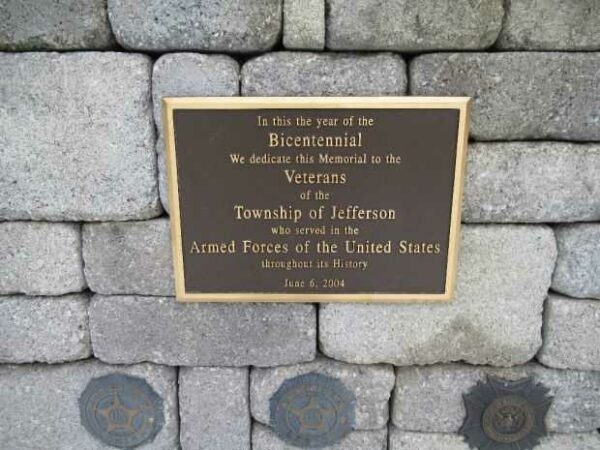 In this the year of the
Bicentennial
We dedicate this Memorial to the
Veterans
of the
Township of Jefferson
who served in the
Armed Forces of the United States
throughout its History
June 6, 2004